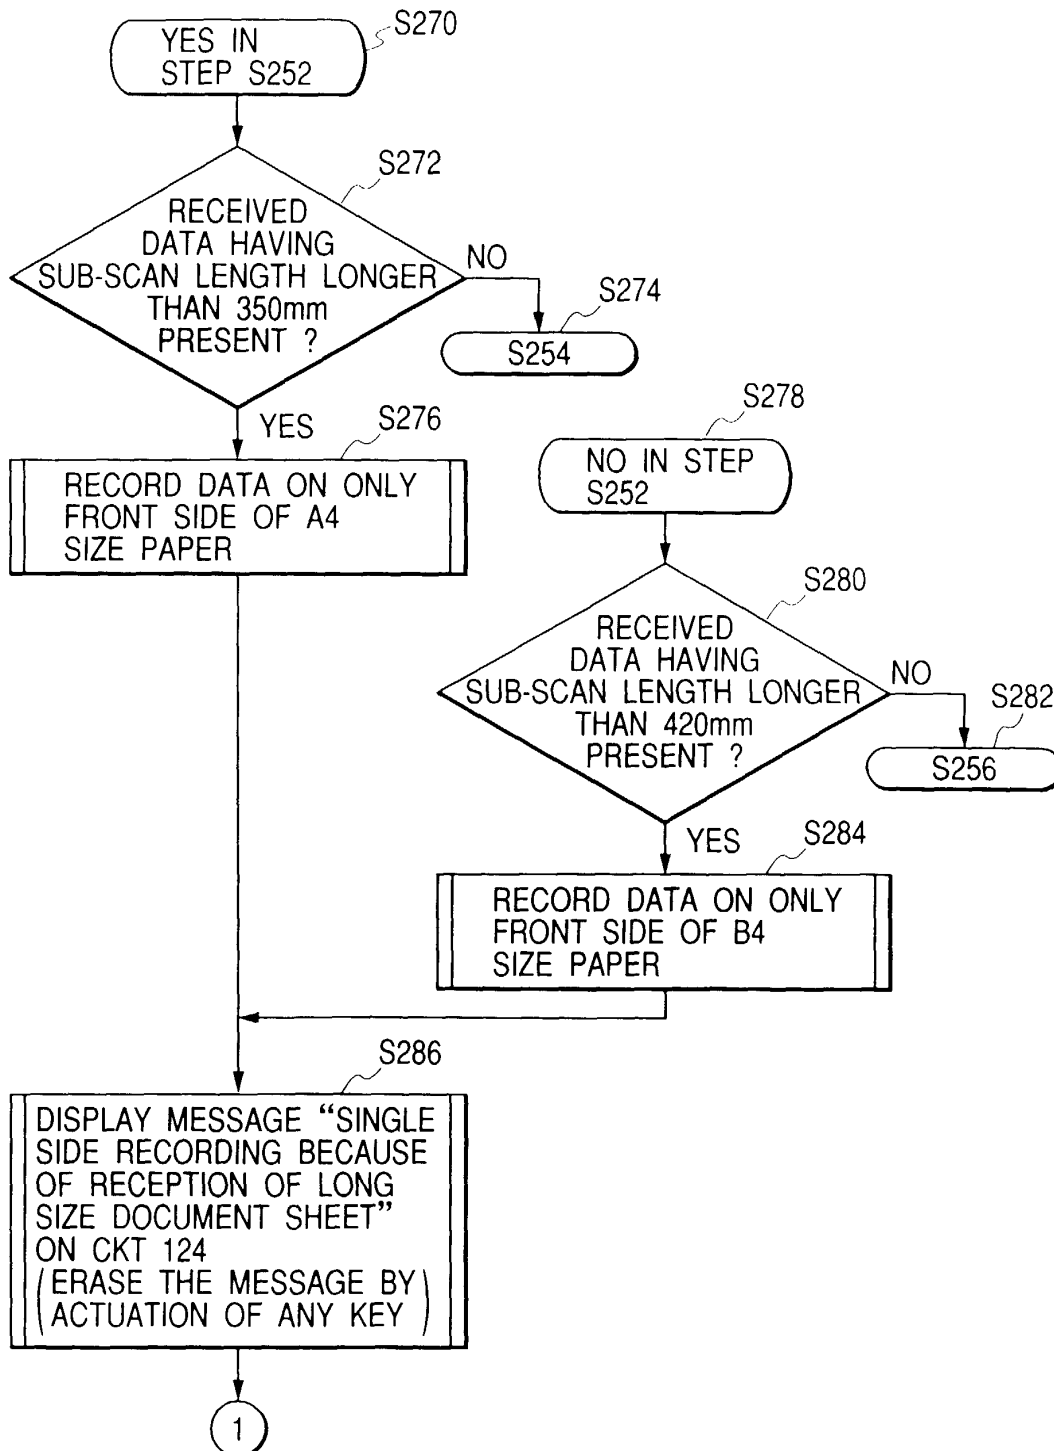 S270
YES IN
STEP S252
S272
RECEIVED
DATA HAVING
SUB-SCAN LENGTH LONGER
THAN 350mm
PRESENT ?
NO
S274
S254
YES
S276
RECORD DATA ON ONLY
FRONT SIDE OF A4
SIZE PAPER
S278
NO IN STEP
S252
S280
RECEIVED
DATA HAVING
SUB-SCAN LENGTH LONGER
THAN 420mm
PRESENT ?
NO
S282
S256
YES
S284
RECORD DATA ON ONLY
FRONT SIDE OF B4
SIZE PAPER
S286
DISPLAY MESSAGE “SINGLE
SIDE RECORDING BECAUSE
OF RECEPTION OF LONG
SIZE DOCUMENT SHEET”
ON CKT 124
(ERASE THE MESSAGE BY
ACTUATION OF ANY KEY)
1